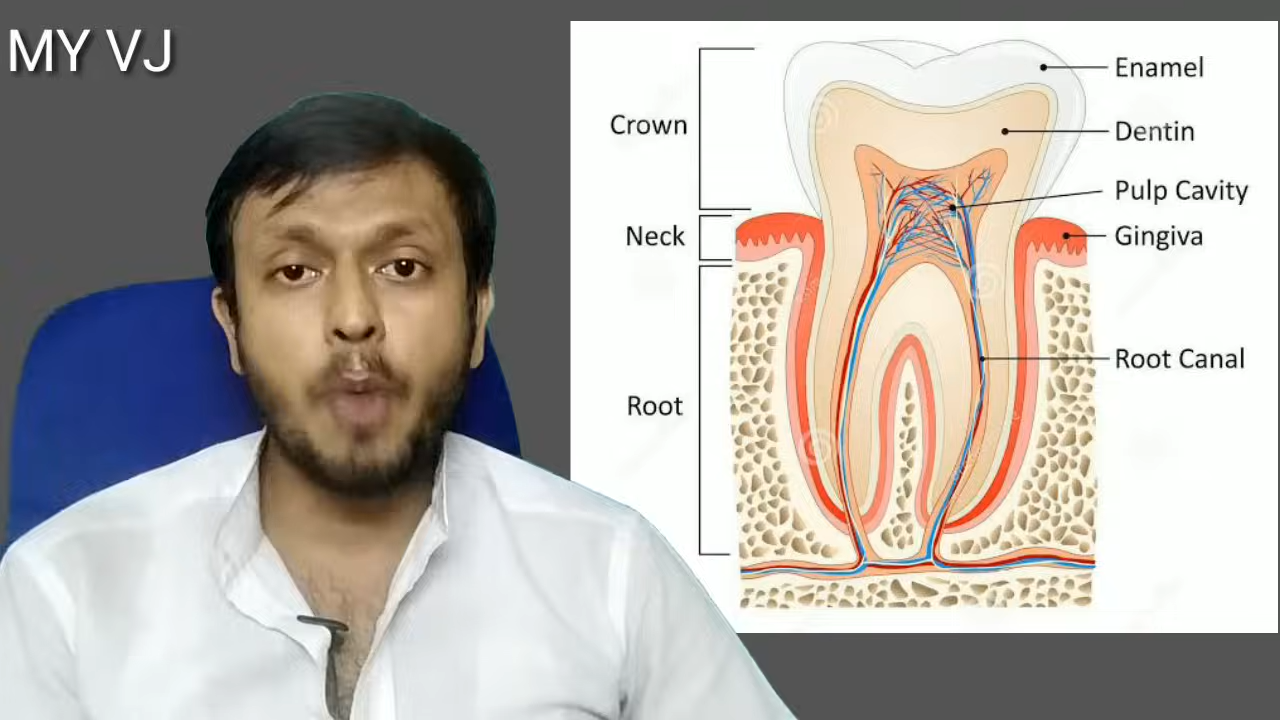 MY VJ
Crown
Neck
Root
Enamel
Dentin
Pulp Cavity
Gingiva
Root Canal